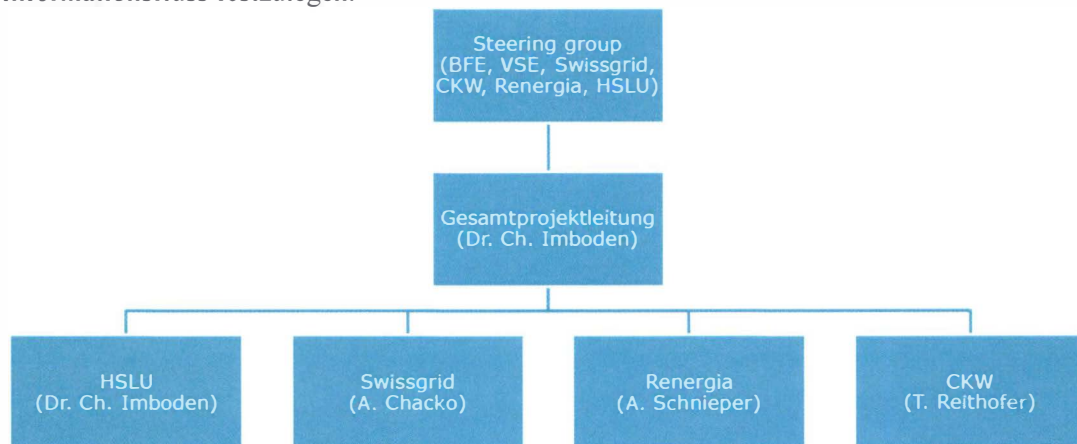 Steering group
(BFE, VSE, Swissgrid,
CKW, Renergia, HSLU)
Gesamtprojektleitung
(Dr. Ch. Imboden)
HSLU
(Dr. Ch. Imboden)
Swissgrid
(A. Chacko)
Renergia
(A. Schnieper)
CKW
(T. Reithofer)